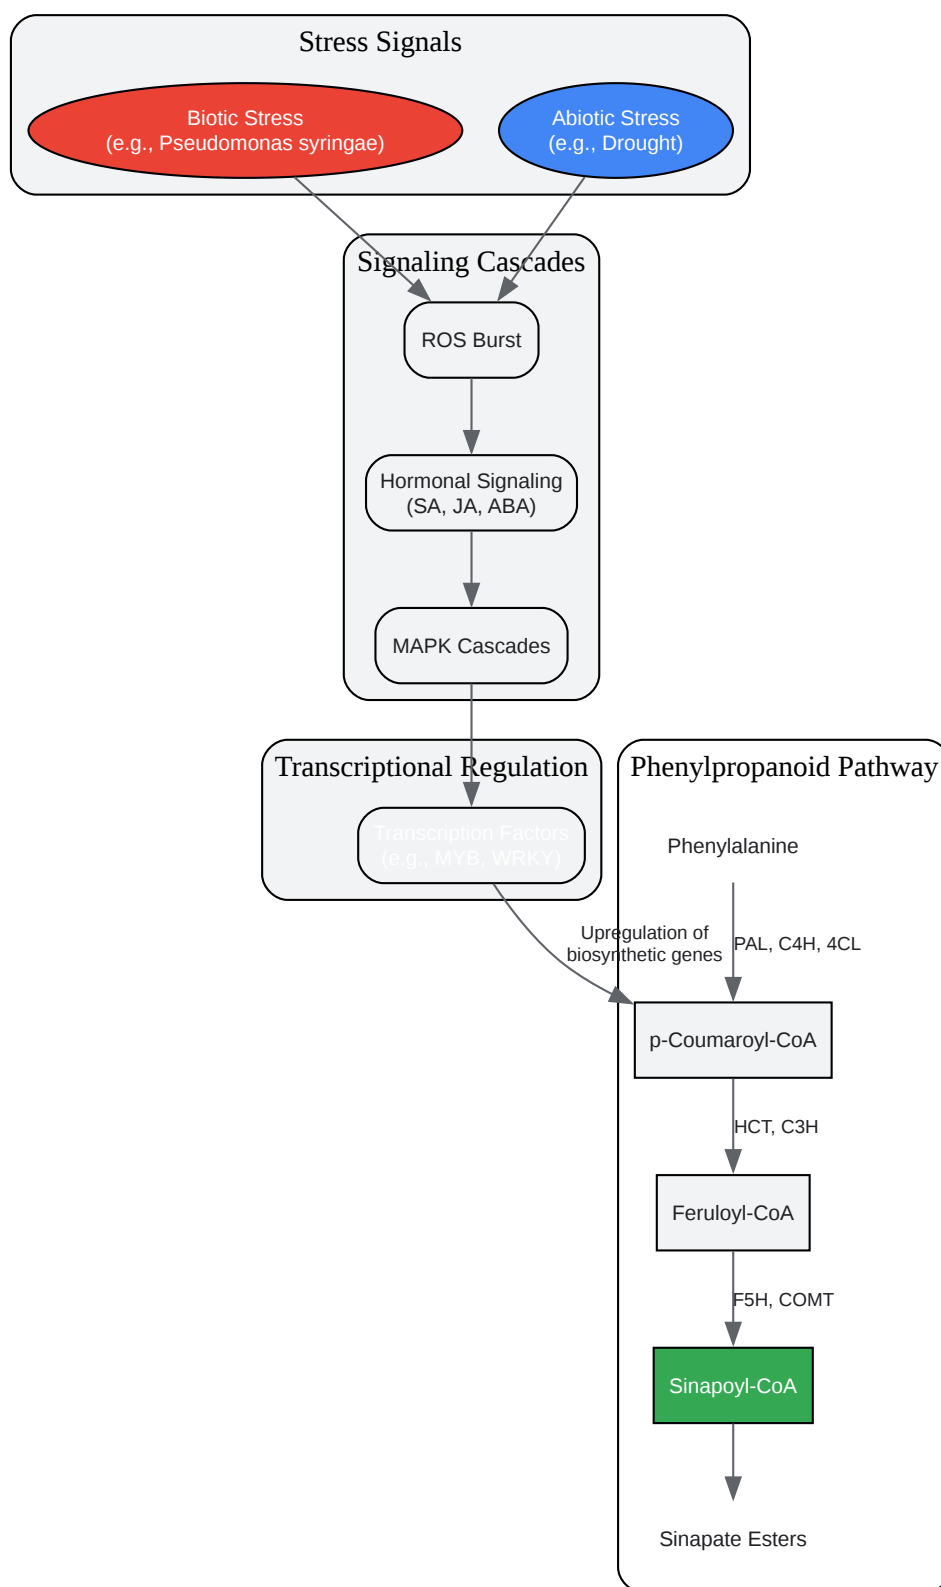 Stress Signals
Biotic Stress
(e.g., Pseudomonas syringae)
Abiotic Stress
(e.g., Drought)
Signaling Cascades
ROS Burst
Hormonal Signaling
(SA, JA, ABA)
MAPK Cascades
Transcriptional Regulation
Transcription Factors
(e.g., MYB, WRKY)
Upregulation of
biosynthetic genes
Phenylpropanoid Pathway
Phenylalanine
PAL, C4H, 4CL
p-Coumaroyl-CoA
HCT, C3H
Feruloyl-CoA
F5H, COMT
Sinapoyl-CoA
Sinapate Esters